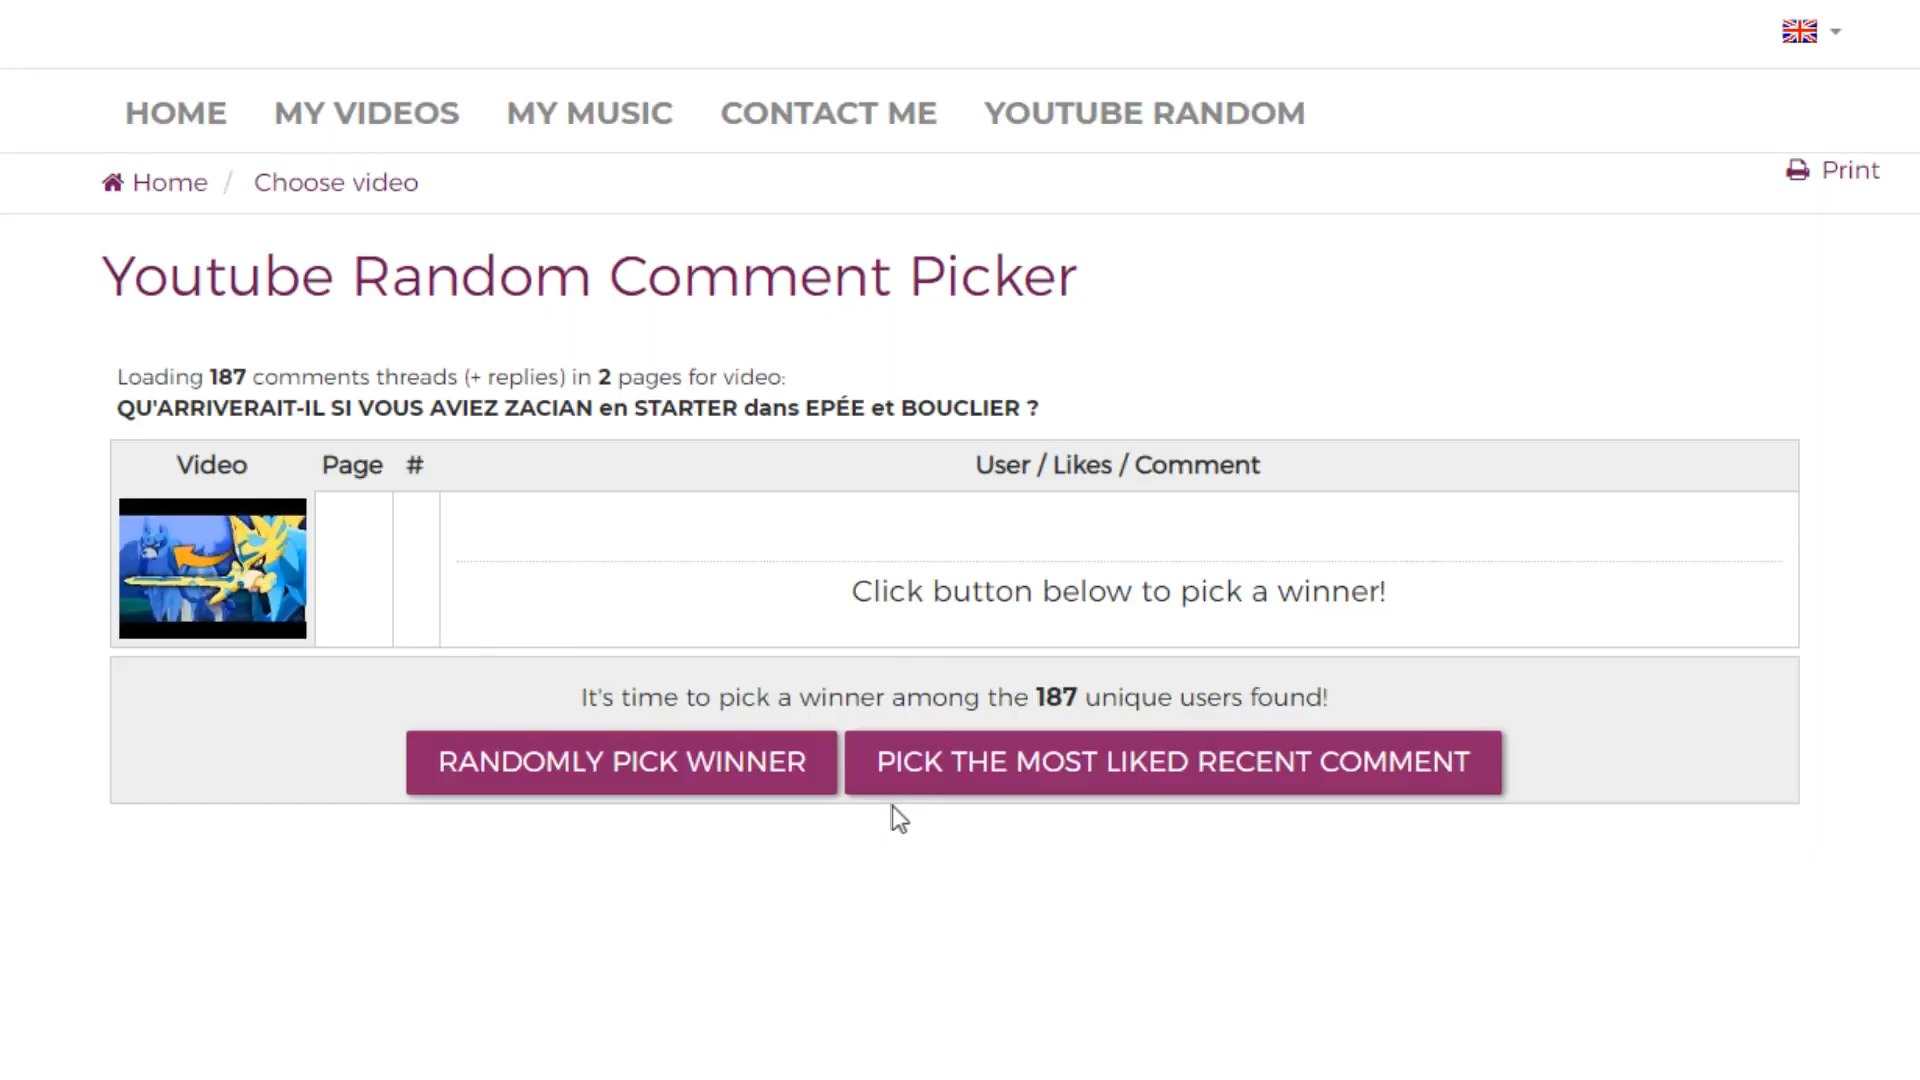 HOME MY VIDEOS MY MUSIC CONTACT ME YOUTUBE RANDOM
Home / Choose video
Print
Youtube Random Comment Picker
Loading 187 comments threads (+ replies) in 2 pages for video:
QU'ARRIVERAIT-IL SI VOUS AVIEZ ZACIAN en STARTER dans EPÉE et BOUCLIER ?
Video Page # User / Likes / Comment
Click button below to pick a winner!
It's time to pick a winner among the 187 unique users found!
RANDOMLY PICK WINNER PICK THE MOST LIKED RECENT COMMENT